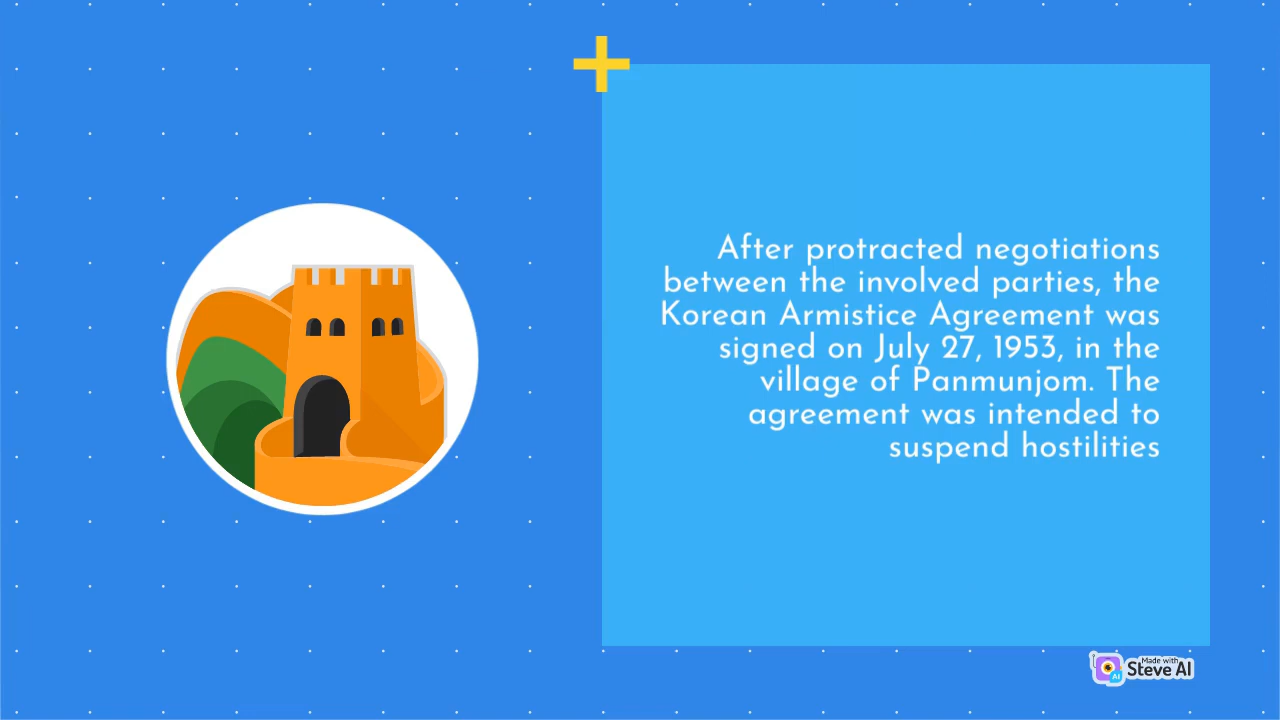 After protracted negotiations
between the involved parties, the
Korean Armistice Agreement was
signed on July 27, 1953, in the
village of Panmunjom. The
agreement was intended to
suspend hostilities
Made with
Steve AI
AI